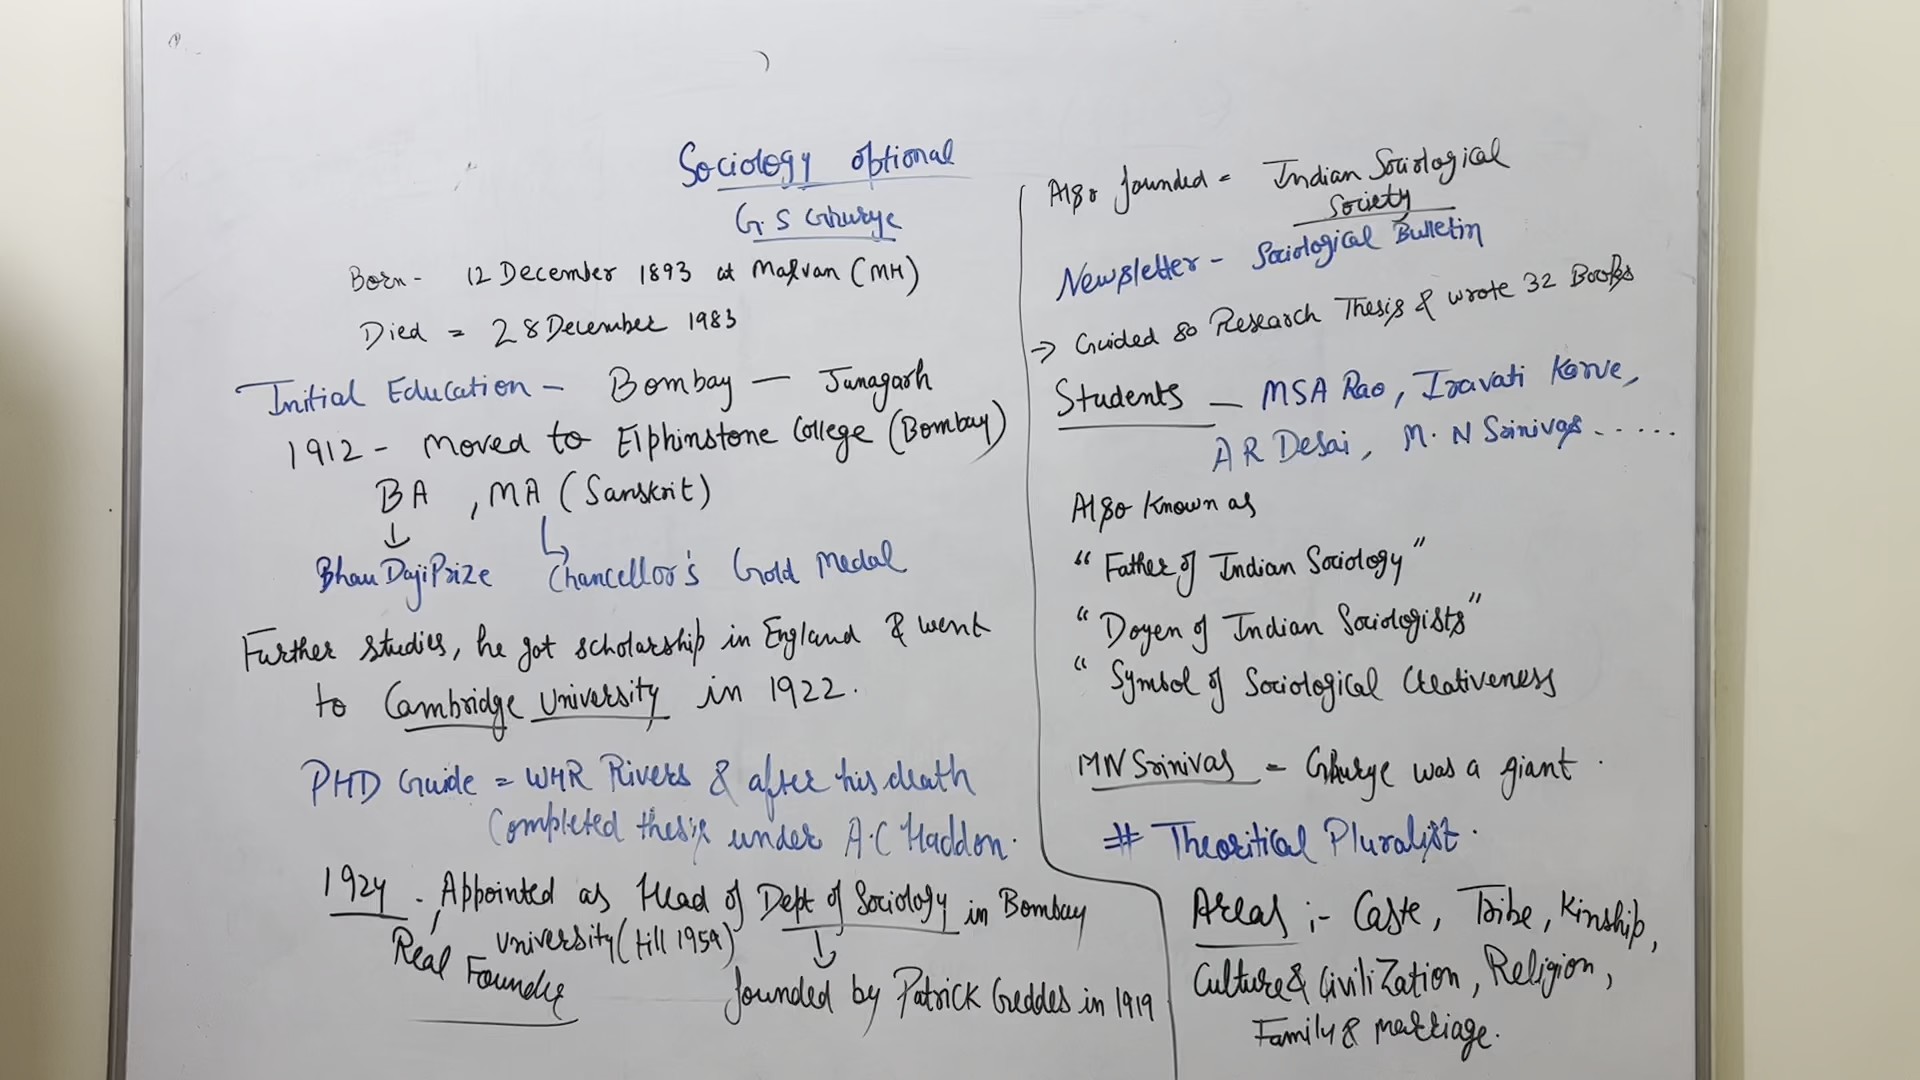 Sociology optional
G.S Ghurye
Born - 12 December 1893 at Malvan (MH)
Died = 28 December 1983
Initial Education - Bombay - Junagarh
1912 - Moved to Elphinstone College (Bombay)
BA , MA (Sanskrit)
Bhau Daji Prize Chancellor's Gold Medal
Further studies, he got scholarship in England & went
to Cambridge University in 1922.
PHD Guide = WHR Rivers & after his death
Completed thesis under A.C Haddon.
1924 - Appointed as Head of Dept of Sociology in Bombay
University (till 1959)
Real Founder
founded by Patrick Geddes in 1919
Also founded = Indian Sociological
Society
Newsletter - Sociological Bulletin
→ Guided 80 Research Thesis & wrote 32 Books
Students - MSA Rao, Iravati Karve,
A R Desai, M. N Srinivas .....
Also Known as
"Father of Indian Sociology"
"Doyen of Indian Sociologists"
"Symbol of Sociological Creativeness
MN Srinivas = Ghurye was a giant.
# Theoritical Pluralist.
Areas :- Caste, Tribe, Kinship,
Culture & Civilization, Religion,
Family & marriage.